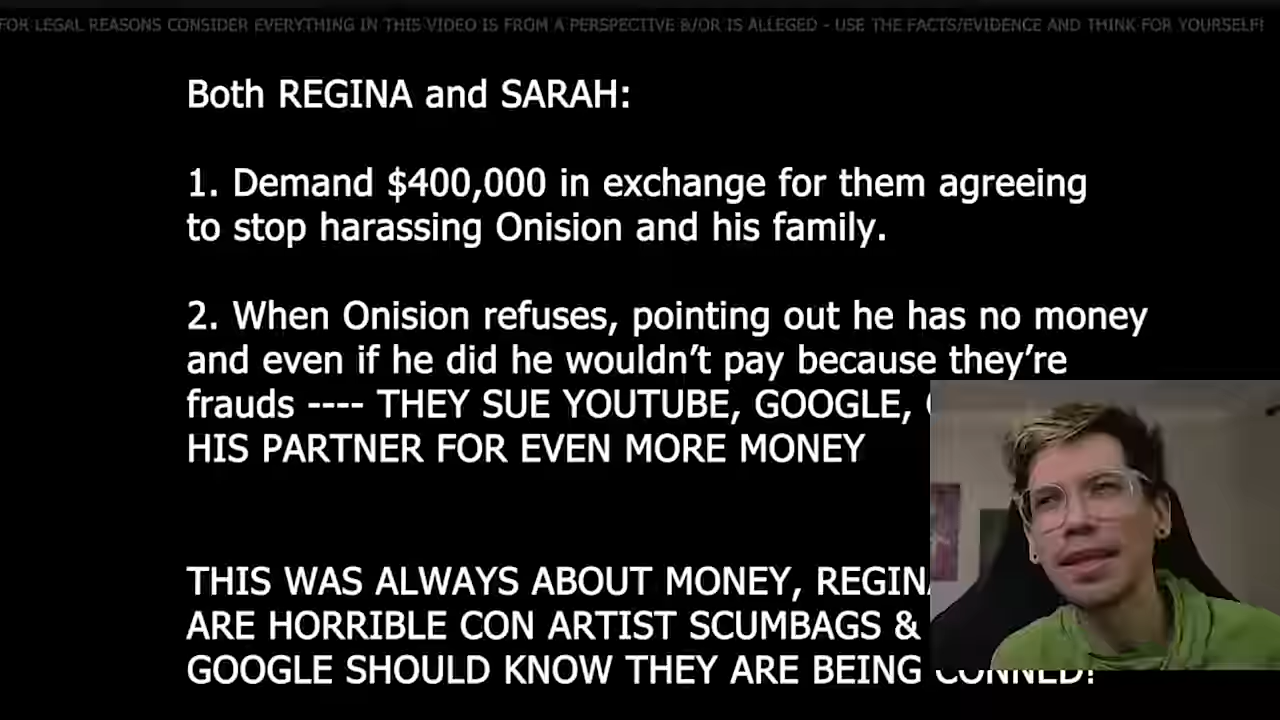 FOR LEGAL REASONS CONSIDER EVERYTHING IN THIS VIDEO IS FROM A PERSPECTIVE &/OR IS ALLEGED - USE THE FACTS/EVIDENCE AND THINK FOR YOURSELF!
Both REGINA and SARAH:
1. Demand $400,000 in exchange for them agreeing
to stop harassing Onision and his family.
2. When Onision refuses, pointing out he has no money
and even if he did he wouldn't pay because they're
frauds ---- THEY SUE YOUTUBE, GOOGLE,
HIS PARTNER FOR EVEN MORE MONEY
THIS WAS ALWAYS ABOUT MONEY,
ARE HORRIBLE CON ARTIST SCUMBAGS &
GOOGLE SHOULD KNOW THEY ARE BEING CONNED!